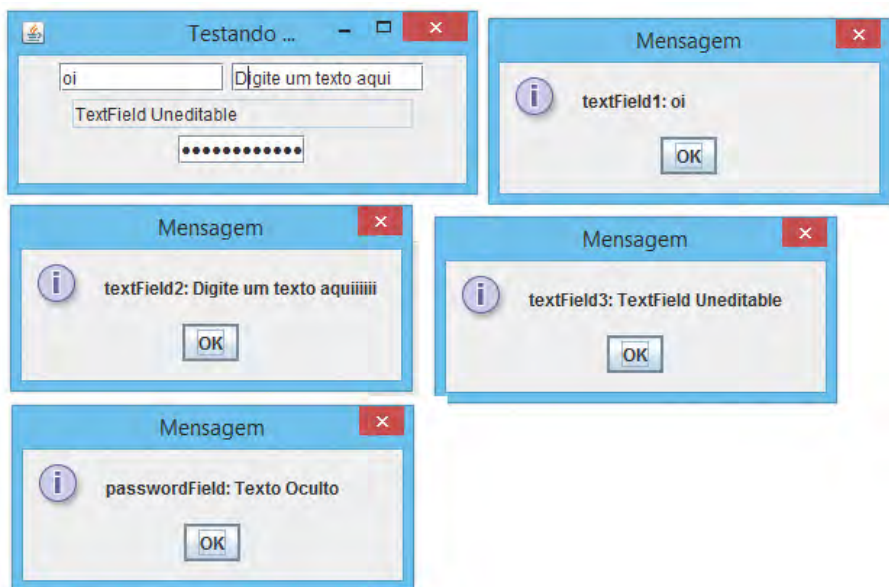 Testando ...
oi
Digite um texto aqui
TextField Uneditable
••••••••••••
Mensagem
textField1: oi
OK
Mensagem
textField2: Digite um texto aquiiiiiii
OK
Mensagem
textField3: TextField Uneditable
OK
Mensagem
passwordField: Texto Oculto
OK